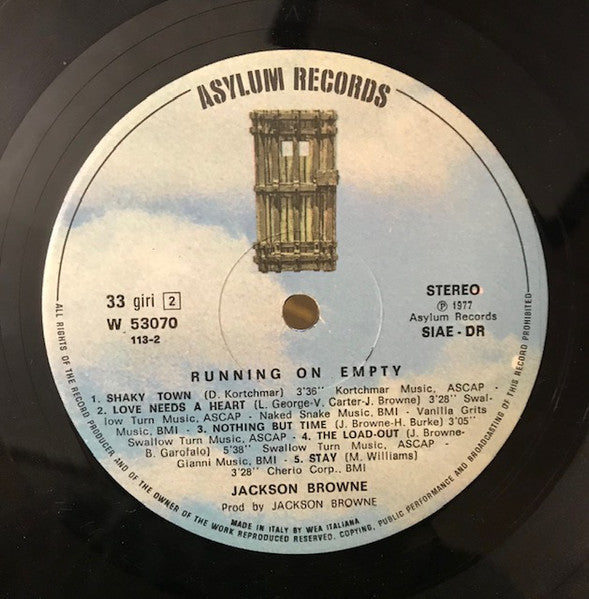 ASYLUM RECORDS
33 giri 2
W 53070
113-2
STEREO
℗ 1977
Asylum Records
SIAE - DR
RUNNING ON EMPTY
1. SHAKY TOWN (D. Kortchmar) 3'36" Kortchmar Music, ASCAP -
2. LOVE NEEDS A HEART (L. George-V. Carter-J. Browne) 3'28" Swal-
low Turn Music, ASCAP - Naked Snake Music, BMI - Vanilla Grits
Music, BMI - 3. NOTHING BUT TIME (J. Browne-H. Burke) 3'05"
Swallow Turn Music, ASCAP - 4. THE LOAD-OUT (J. Browne-
B. Garofalo) 5'38" Swallow Turn Music, ASCAP -
Gianni Music, BMI - 5. STAY (M. Williams)
3'28" Cherio Corp.. BMI
JACKSON BROWNE
Prod by JACKSON BROWNE
MADE IN ITALY BY WEA ITALIANA
ALL RIGHTS OF THE RECORD PRODUCER AND OF THE OWNER OF THE WORK REPRODUCED RESERVED. COPYING, PUBLIC PERFORMANCE AND BROADCASTING OF THIS RECORD PROHIBITED